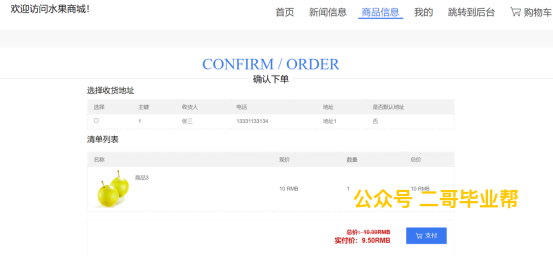 欢迎访问水果商城！
首页 新闻信息 商品信息 我的 跳转到后台 购物车
CONFIRM / ORDER
确认下单
选择收货地址
选择 主键 收货人 电话 地址 是否默认地址
1 张三 13331133134 地址1 否
清单列表
名称 现价 数量 总价
商品8 10 RMB 1 10 RMB
公众号 二哥毕业帮
总价：10.00RMB
实付价：9.50RMB
支付